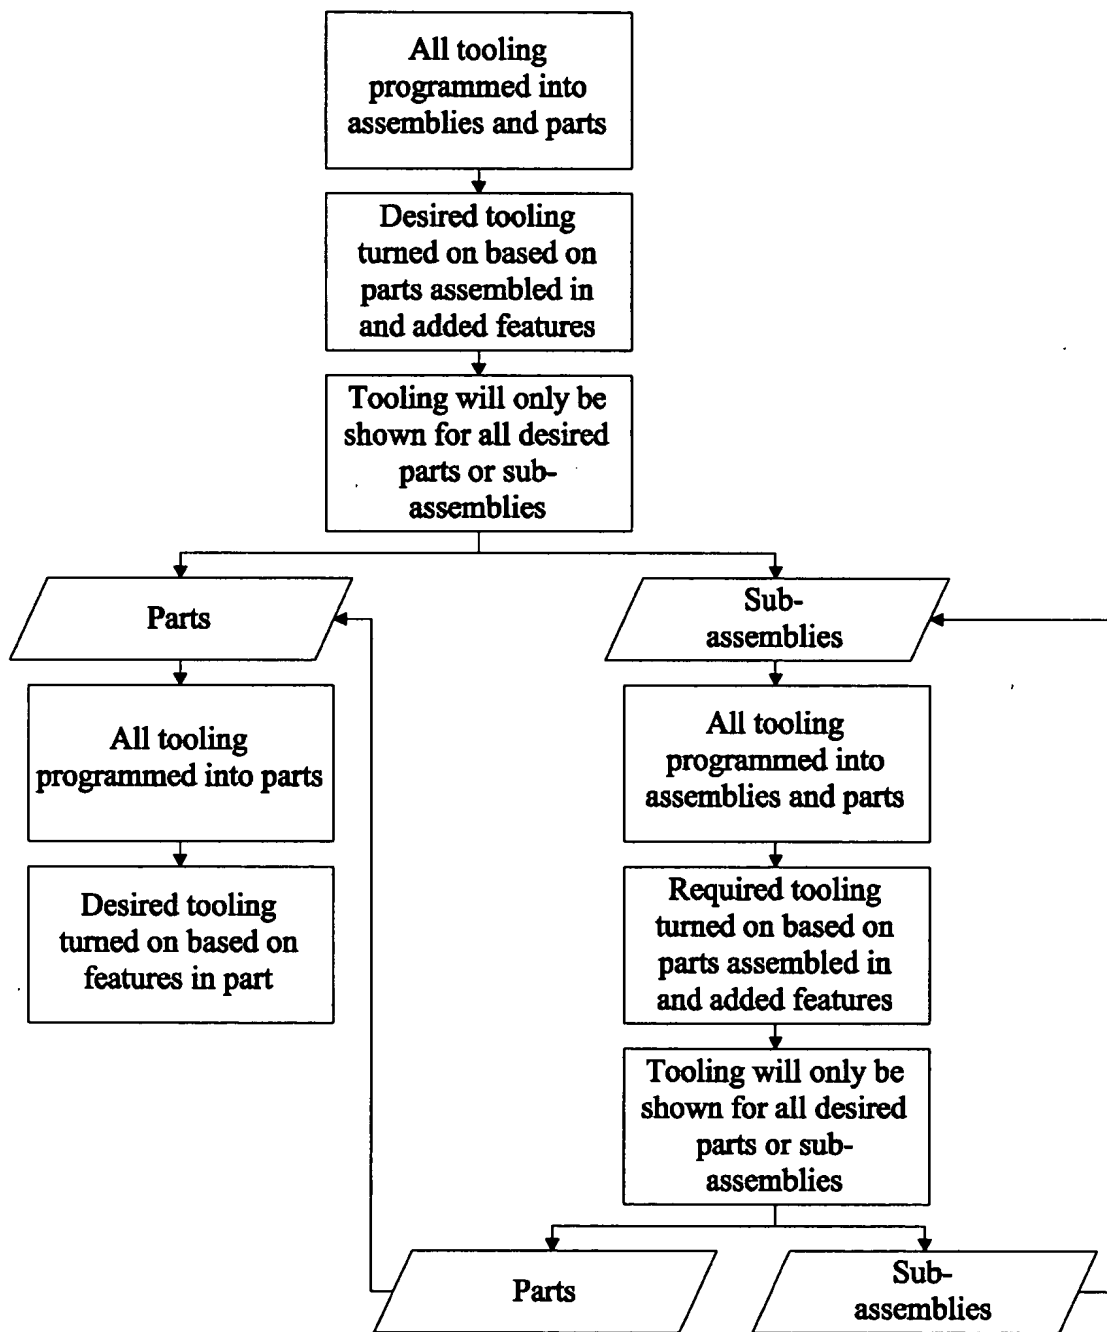 All tooling
programmed into
assemblies and parts
Desired tooling
turned on based on
parts assembled in
and added features
Tooling will only be
shown for all desired
parts or sub-
assemblies
Parts
All tooling
programmed into parts
Desired tooling
turned on based on
features in part
Sub-
assemblies
All tooling
programmed into
assemblies and parts
Required tooling
turned on based on
parts assembled in
and added features
Tooling will only be
shown for all desired
parts or sub-
assemblies
Parts
Sub-
assemblies